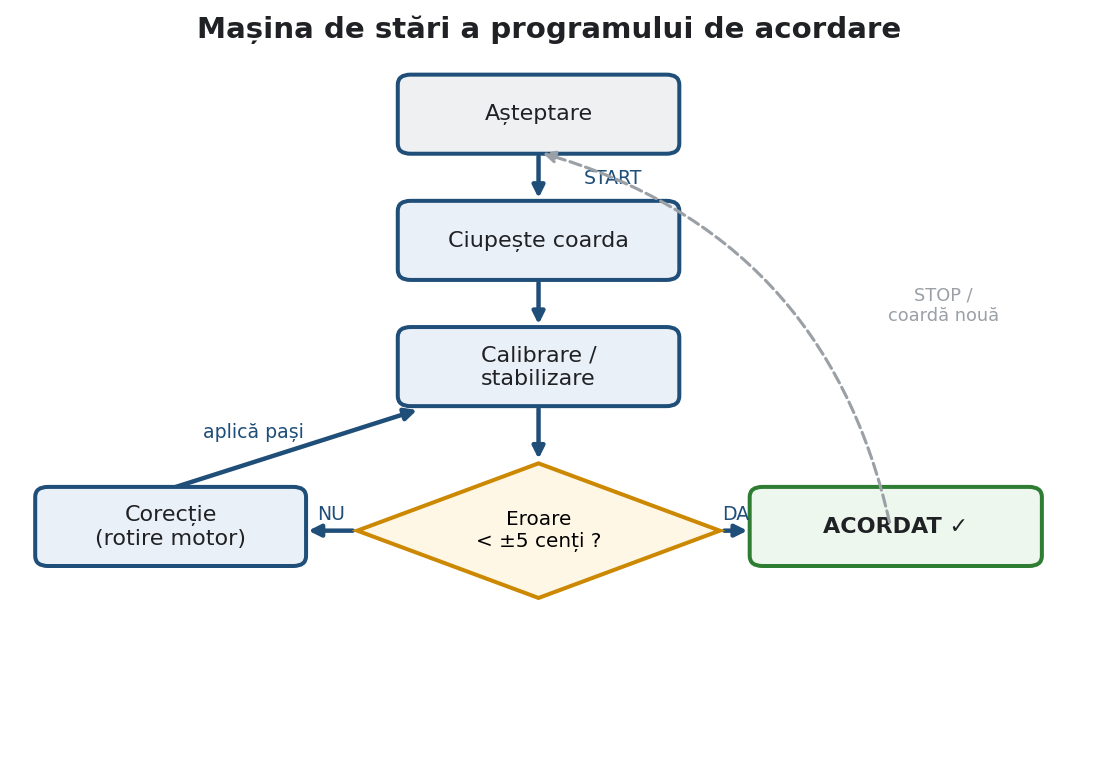 Mașina de stări a programului de acordare
Așteptare
START
Ciupește coarda
STOP /
coardă nouă
Calibrare /
stabilizare
aplică pași
Corecție
(rotire motor)
NU
Eroare
< ±5 cenți ?
DA
ACORDAT ✓